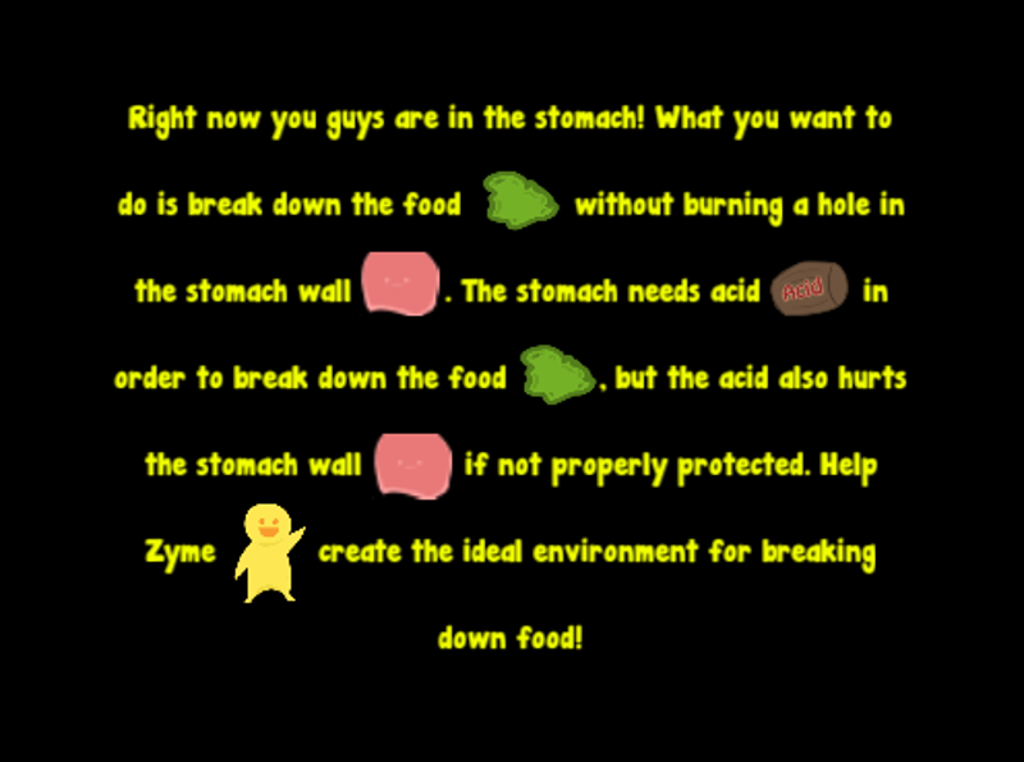 Right now you guys are in the stomach! What you want to
do is break down the food without burning a hole in
the stomach wall . The stomach needs acid Acid in
order to break down the food , but the acid also hurts
the stomach wall if not properly protected. Help
Zyme create the ideal environment for breaking
down food!